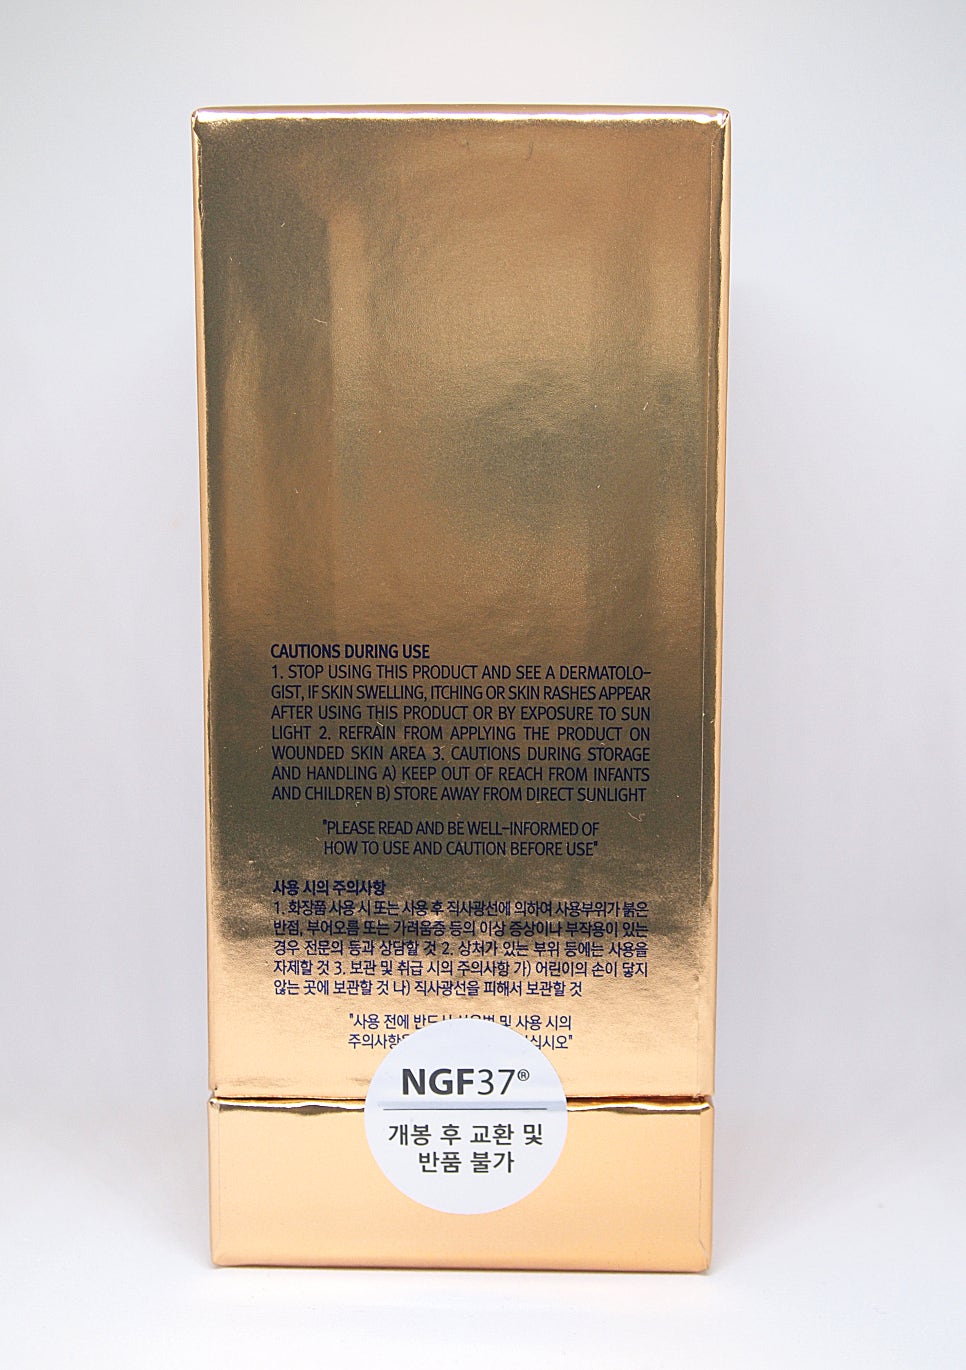 CAUTIONS DURING USE
1. STOP USING THIS PRODUCT AND SEE A DERMATOLO-
GIST, IF SKIN SWELLING, ITCHING OR SKIN RASHES APPEAR
AFTER USING THIS PRODUCT OR BY EXPOSURE TO SUN
LIGHT 2. REFRAIN FROM APPLYING THE PRODUCT ON
WOUNDED SKIN AREA 3. CAUTIONS DURING STORAGE
AND HANDLING A) KEEP OUT OF REACH FROM INFANTS
AND CHILDREN B) STORE AWAY FROM DIRECT SUNLIGHT
"PLEASE READ AND BE WELL-INFORMED OF
HOW TO USE AND CAUTION BEFORE USE"
사용 시의 주의사항
1. 화장품 사용 시 또는 사용 후 직사광선에 의하여 사용부위가 붉은
반점, 부어오름 또는 가려움증 등의 이상 증상이나 부작용이 있는
경우 전문의 등과 상담할 것 2. 상처가 있는 부위 등에는 사용을
자제할 것 3. 보관 및 취급 시의 주의사항 가) 어린이의 손이 닿지
않는 곳에 보관할 것 나) 직사광선을 피해서 보관할 것
"사용 전에 및 사용 시의
NGF37®
개봉 후 교환 및
반품 불가